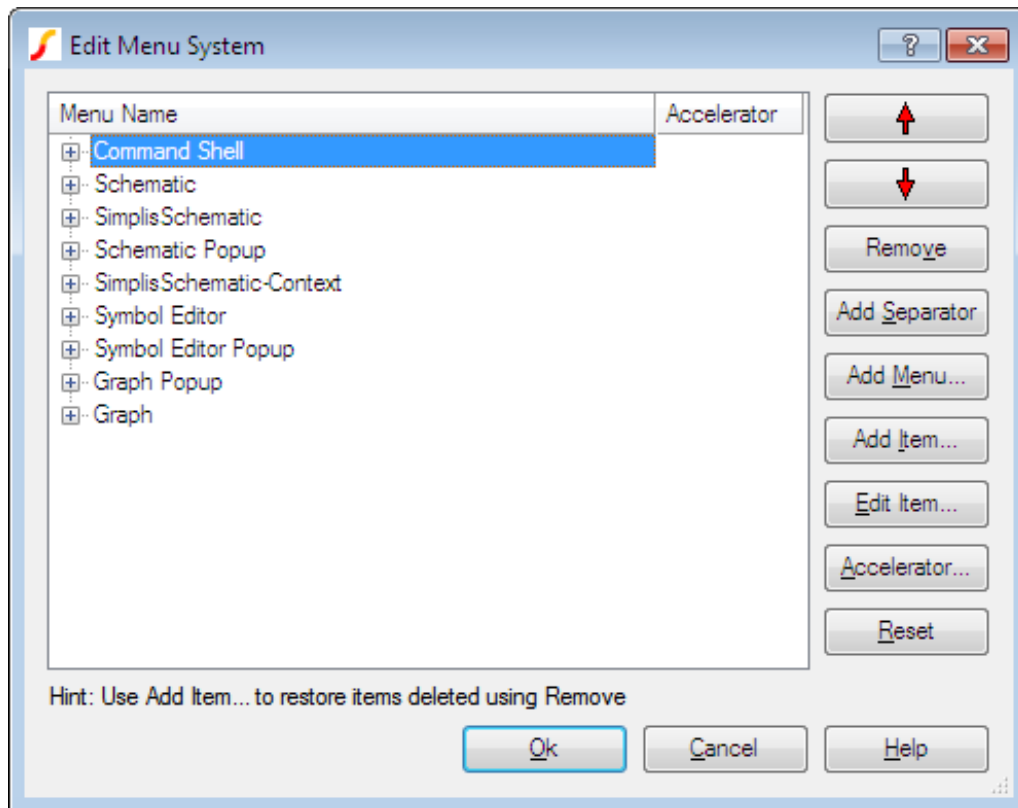 Edit Menu System
Menu Name Accelerator
Command Shell
Schematic
SimplisSchematic
Schematic Popup
SimplisSchematic-Context
Symbol Editor
Symbol Editor Popup
Graph Popup
Graph
Remove
Add Separator
Add Menu...
Add Item...
Edit Item...
Accelerator...
Reset
Hint: Use Add Item... to restore items deleted using Remove
Ok Cancel Help